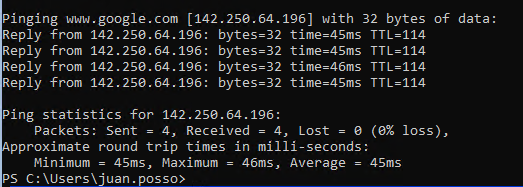 Pinging www.google.com [142.250.64.196] with 32 bytes of data:
Reply from 142.250.64.196: bytes=32 time=45ms TTL=114
Reply from 142.250.64.196: bytes=32 time=45ms TTL=114
Reply from 142.250.64.196: bytes=32 time=46ms TTL=114
Reply from 142.250.64.196: bytes=32 time=45ms TTL=114
Ping statistics for 142.250.64.196:
Packets: Sent = 4, Received = 4, Lost = 0 (0% loss),
Approximate round trip times in milli-seconds:
Minimum = 45ms, Maximum = 46ms, Average = 45ms
PS C:\Users\juan.posso>